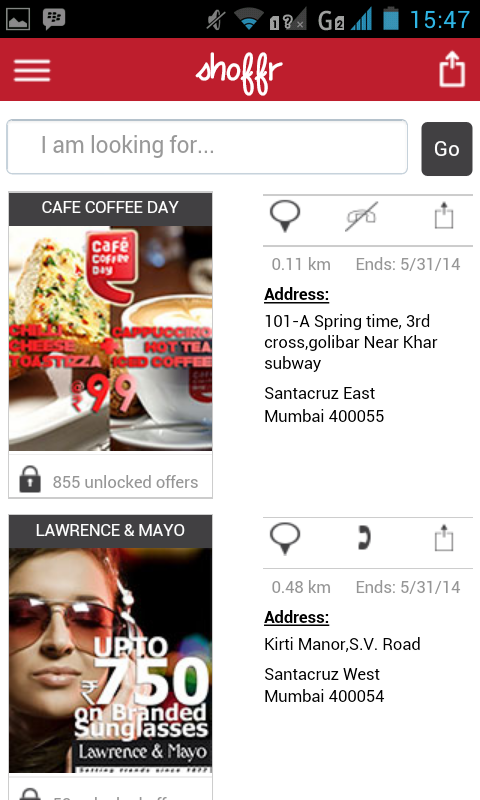 1 ? G 2 15:47
shoffr
I am looking for...
Go
CAFE COFFEE DAY
Café
Coffee
Day
CHILLI
CHEESE
TOASTIZZA
+
CAPPUCCINO
HOT TEA
ICED COFFEE
@ ₹99
855 unlocked offers
0.11 km Ends: 5/31/14
Address:
101-A Spring time, 3rd
cross,golibar Near Khar
subway
Santacruz East
Mumbai 400055
LAWRENCE & MAYO
UPTO
₹750
on Branded
Sunglasses
Lawrence & Mayo
Setting trends since 1877
0.48 km Ends: 5/31/14
Address:
Kirti Manor,S.V. Road
Santacruz West
Mumbai 400054